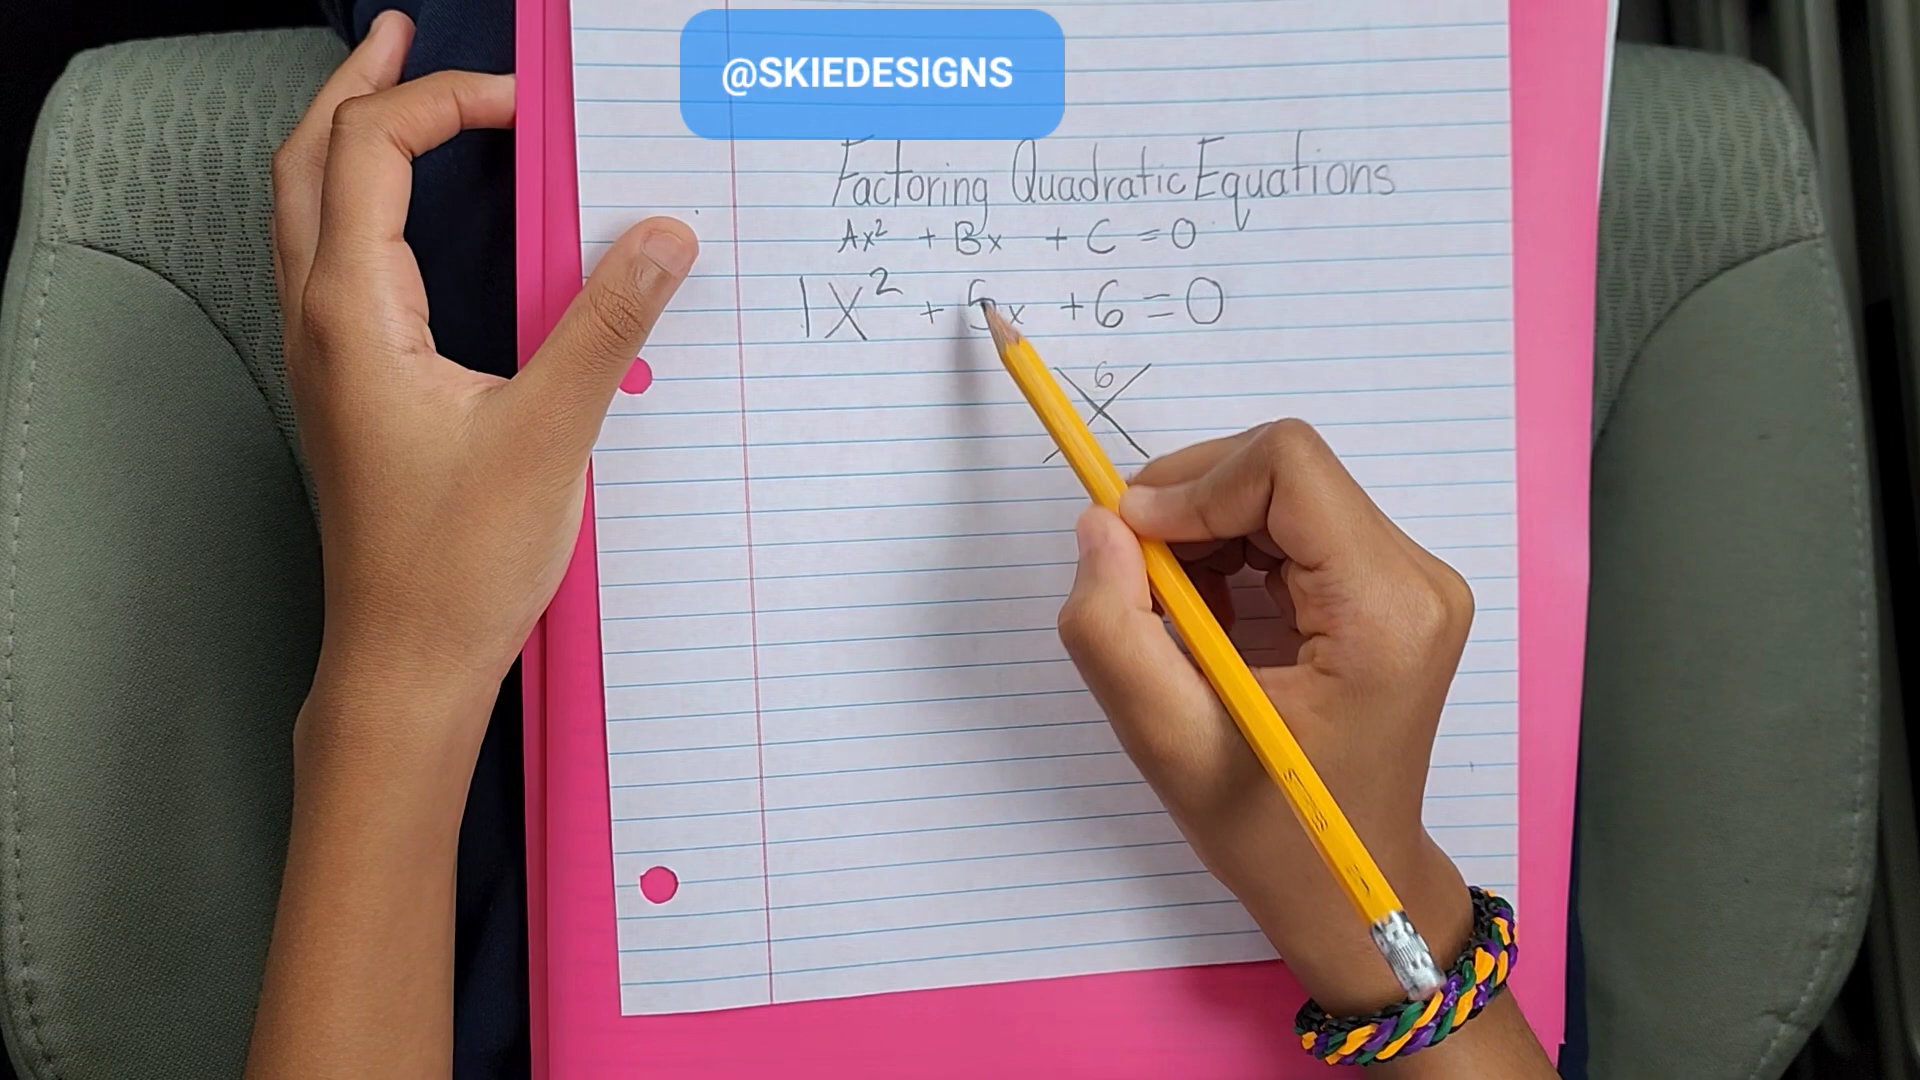 @SKIEDESIGNS
Factoring Quadratic Equations
Ax² + Bx + C = 0
1x² + 5x + 6 = 0
6